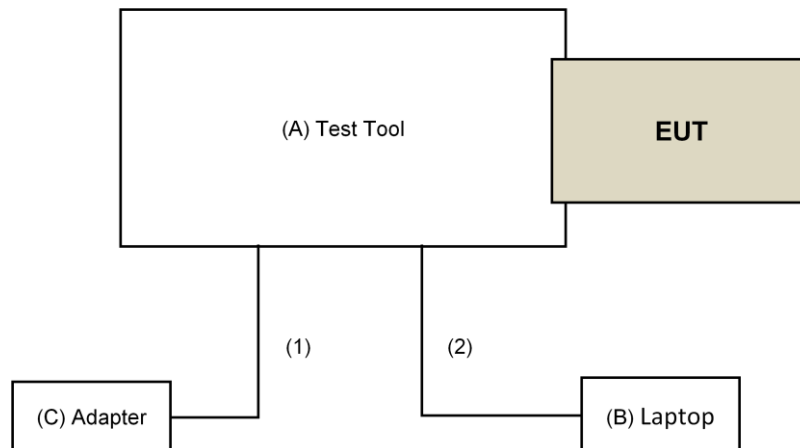 (A) Test Tool
EUT
(1)
(2)
(C) Adapter
(B) Laptop